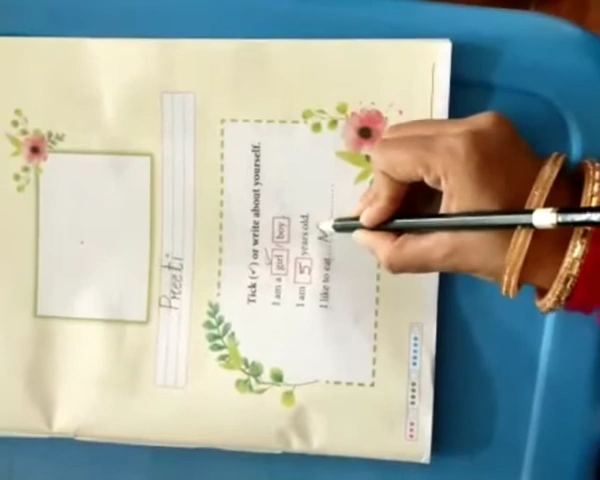 Preeti
Tick (✓) or write about yourself.
I am a girl ✓ / boy
I am 5 years old.
I like to eat